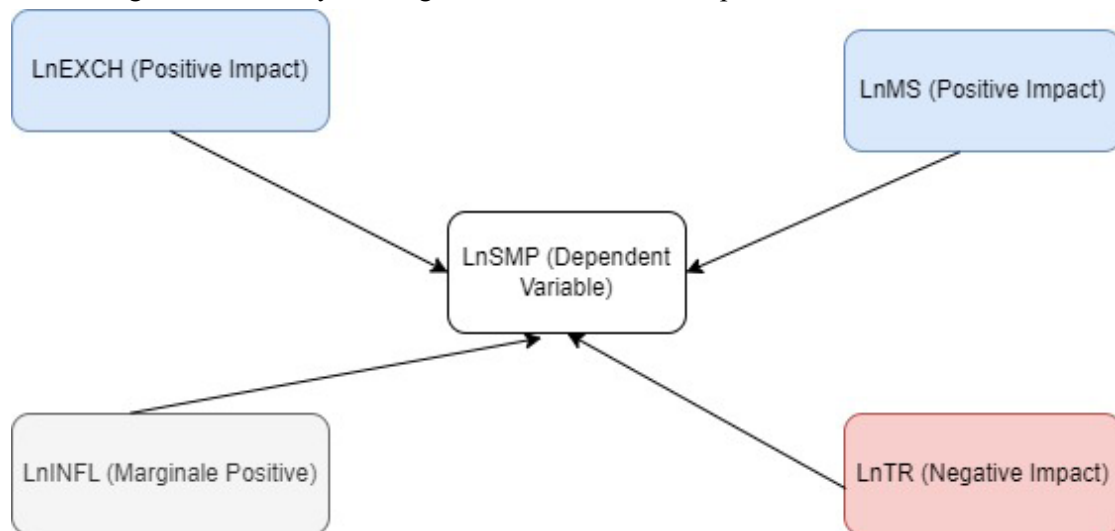 LnEXCH (Positive Impact)
LnMS (Positive Impact)
LnSMP (Dependent
Variable)
LnINFL (Marginale Positive)
LnTR (Negative Impact)